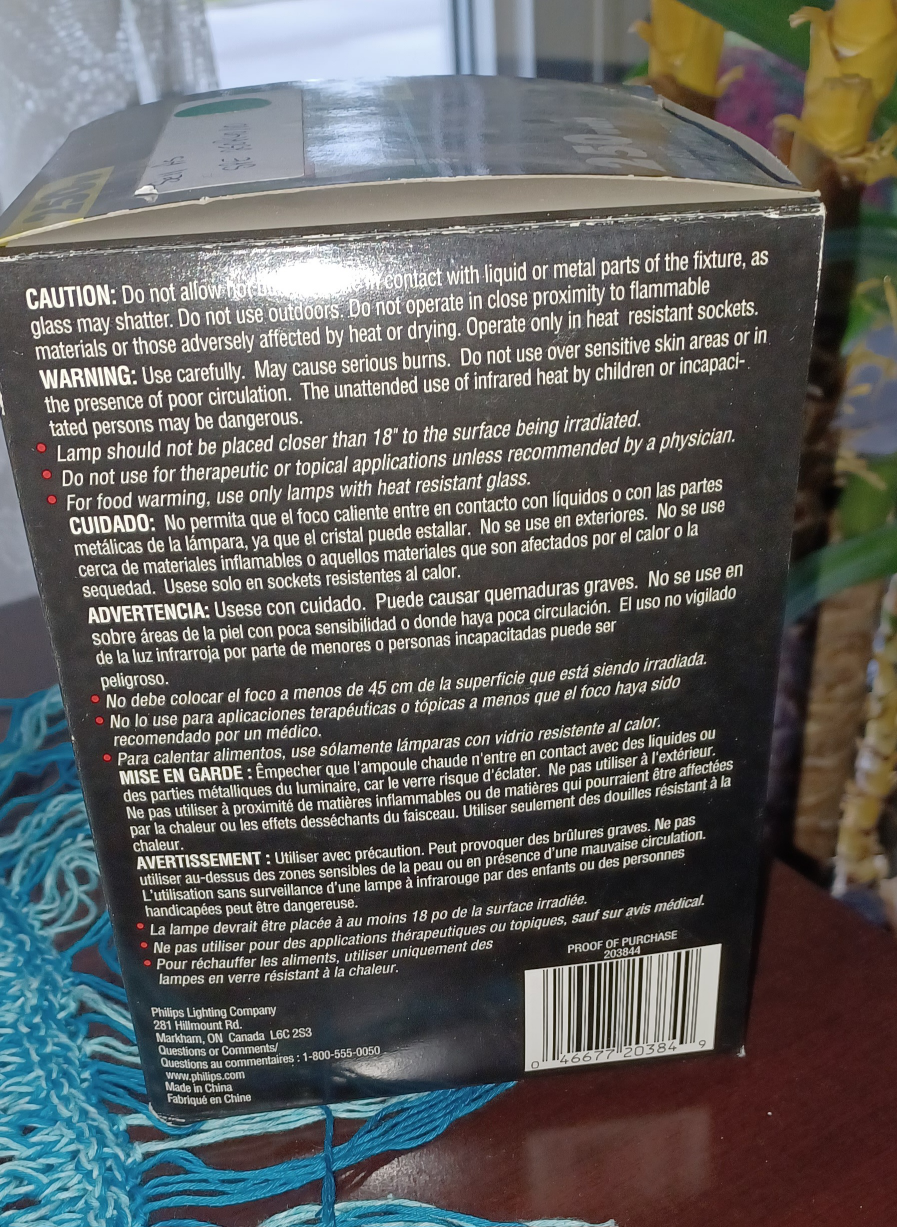 250
CAUTION: Do not allow hot in contact with liquid or metal parts of the fixture, as
glass may shatter. Do not use outdoors. Do not operate in close proximity to flammable
materials or those adversely affected by heat or drying. Operate only in heat resistant sockets.
WARNING: Use carefully. May cause serious burns. Do not use over sensitive skin areas or in
the presence of poor circulation. The unattended use of infrared heat by children or incapaci-
tated persons may be dangerous.
• Lamp should not be placed closer than 18" to the surface being irradiated.
• Do not use for therapeutic or topical applications unless recommended by a physician.
• For food warming, use only lamps with heat resistant glass.
CUIDADO: No permita que el foco caliente entre en contacto con líquidos o con las partes
metálicas de la lámpara, ya que el cristal puede estallar. No se use en exteriores. No se use
cerca de materiales inflamables o aquellos materiales que son afectados por el calor o la
sequedad. Usese solo en sockets resistentes al calor.
ADVERTENCIA: Usese con cuidado. Puede causar quemaduras graves. No se use en
sobre áreas de la piel con poca sensibilidad o donde haya poca circulación. El uso no vigilado
de la luz infrarroja por parte de menores o personas incapacitadas puede ser
peligroso.
• No debe colocar el foco a menos de 45 cm de la superficie que está siendo irradiada.
• No lo use para aplicaciones terapéuticas o tópicas a menos que el foco haya sido
recomendado por un médico.
• Para calentar alimentos, use sólamente lámparas con vidrio resistente al calor.
MISE EN GARDE : Êmpecher que l'ampoule chaude n'entre en contact avec des liquides ou
des parties métalliques du luminaire, car le verre risque d'éclater. Ne pas utiliser à l'extérieur.
Ne pas utiliser à proximité de matières inflammables ou de matières qui pourraient être affectées
par la chaleur ou les effets desséchants du faisceau. Utiliser seulement des douilles résistant à la
chaleur.
AVERTISSEMENT : Utiliser avec précaution. Peut provoquer des brûlures graves. Ne pas
utiliser au-dessus des zones sensibles de la peau ou en présence d'une mauvaise circulation.
L'utilisation sans surveillance d'une lampe à infrarouge par des enfants ou des personnes
handicapées peut être dangereuse.
• La lampe devrait être placée à au moins 18 po de la surface irradiée.
• Ne pas utiliser pour des applications thérapeutiques ou topiques, sauf sur avis médical.
• Pour réchauffer les aliments, utiliser uniquement des
lampes en verre résistant à la chaleur.
PROOF OF PURCHASE
203844
Philips Lighting Company
281 Hillmount Rd.
Markham, ON Canada L6C 2S3
Questions or Comments/
Questions au commentaires : 1-800-555-0050
www.philips.com
Made in China
Fabriqué en Chine
0 46677 20384 9